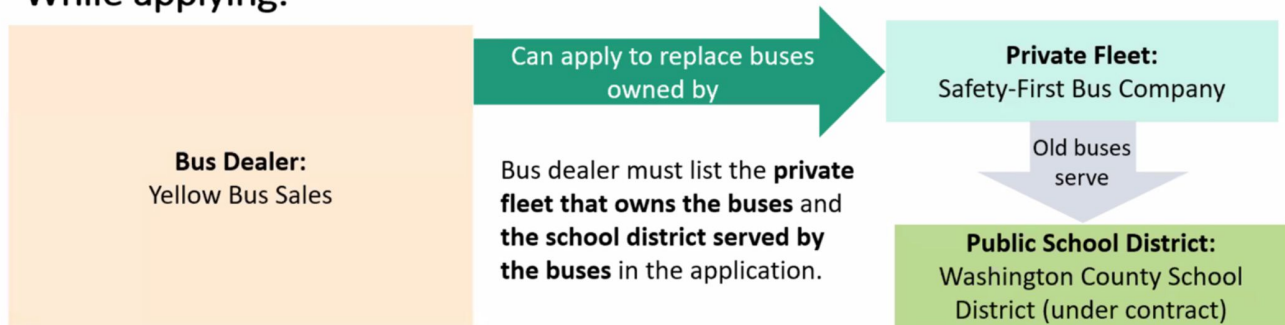 While applying:
Bus Dealer:
Yellow Bus Sales
Can apply to replace buses
owned by
Bus dealer must list the private
fleet that owns the buses and
the school district served by
the buses in the application.
Private Fleet:
Safety-First Bus Company
Old buses
serve
Public School District:
Washington County School
District (under contract)